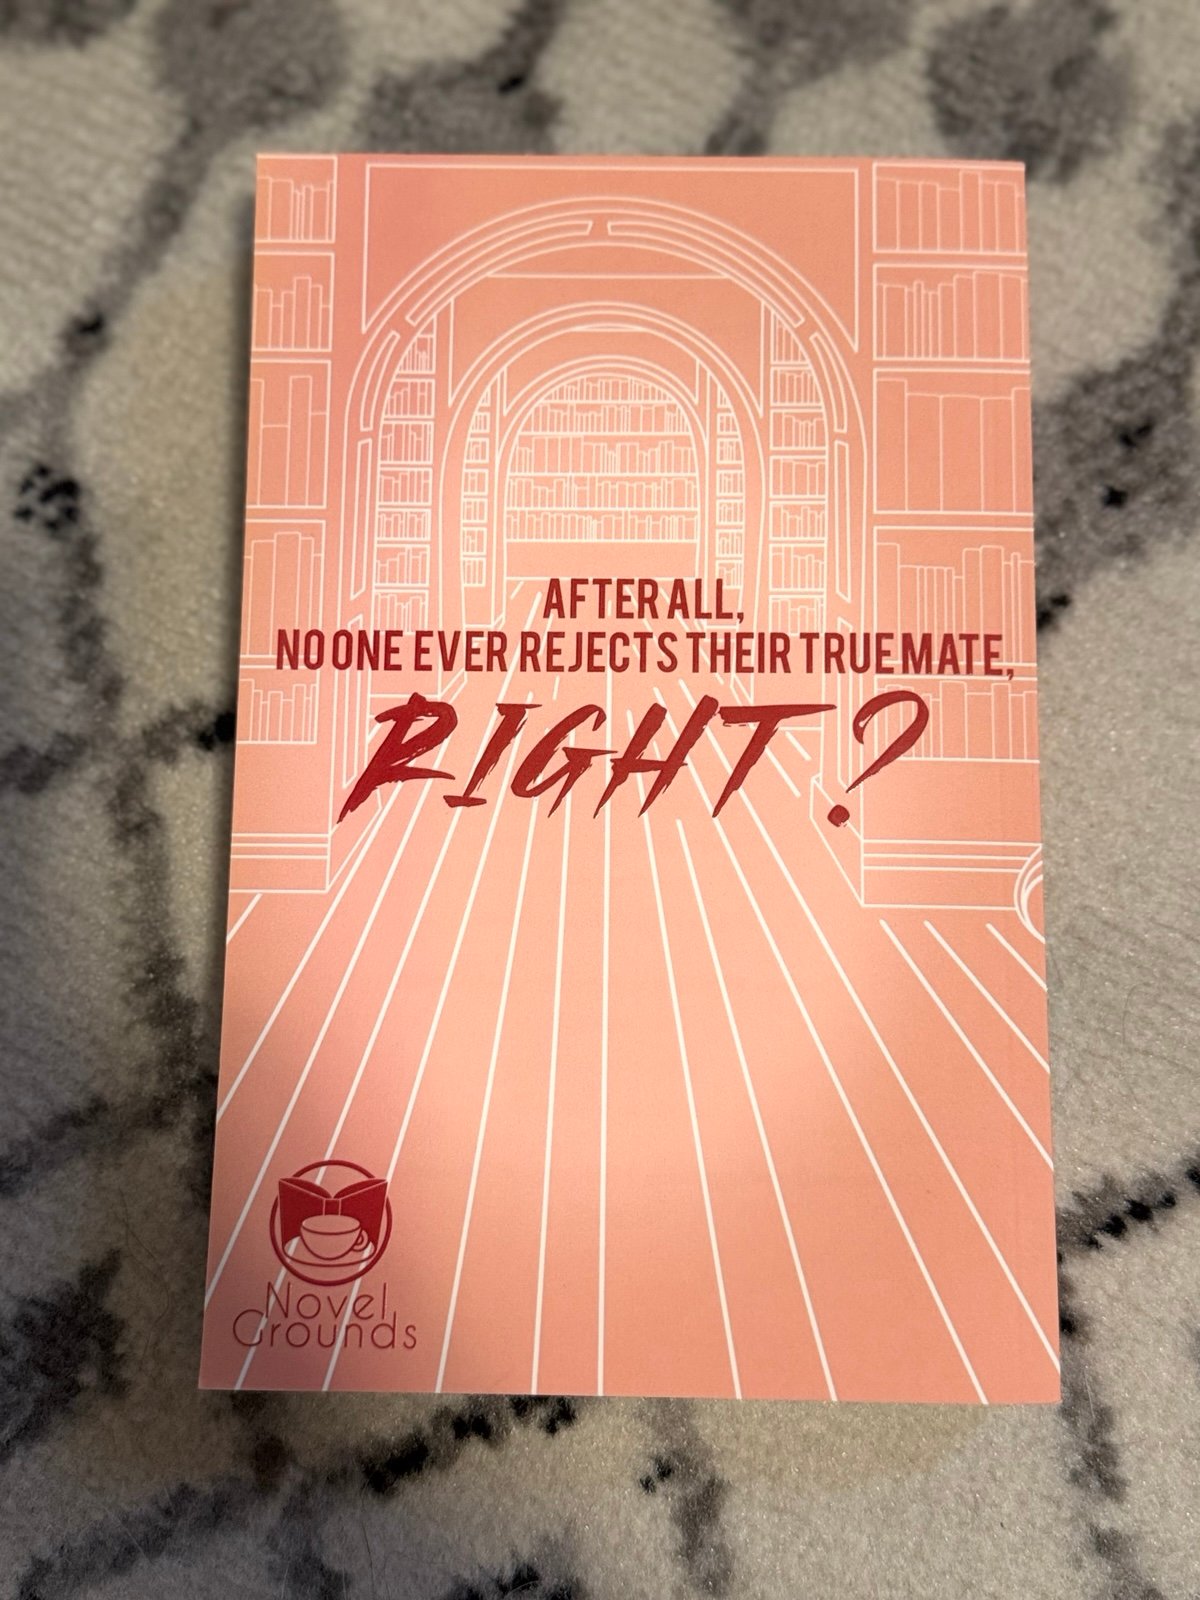 AFTER ALL,
NO ONE EVER REJECTS THEIR TRUE MATE,
RIGHT?
Novel
Grounds